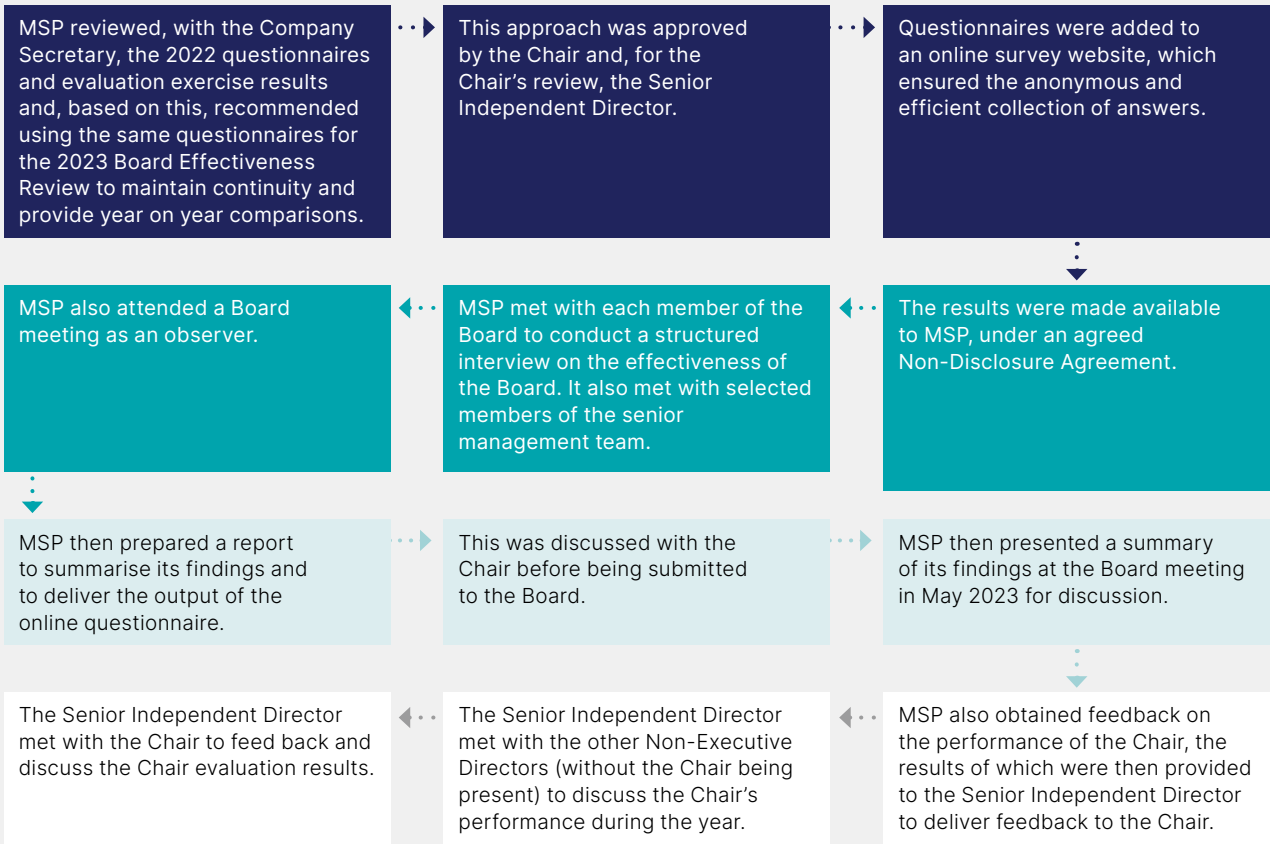 MSP reviewed, with the Company
Secretary, the 2022 questionnaires
and evaluation exercise results
and, based on this, recommended
using the same questionnaires for
the 2023 Board Effectiveness
Review to maintain continuity and
provide year on year comparisons.
This approach was approved
by the Chair and, for the
Chair’s review, the Senior
Independent Director.
Questionnaires were added to
an online survey website, which
ensured the anonymous and
efficient collection of answers.
The results were made available
to MSP, under an agreed
Non-Disclosure Agreement.
MSP met with each member of the
Board to conduct a structured
interview on the effectiveness of
the Board. It also met with selected
members of the senior
management team.
MSP also attended a Board
meeting as an observer.
MSP then prepared a report
to summarise its findings and
to deliver the output of the
online questionnaire.
This was discussed with the
Chair before being submitted
to the Board.
MSP then presented a summary
of its findings at the Board meeting
in May 2023 for discussion.
MSP also obtained feedback on
the performance of the Chair, the
results of which were then provided
to the Senior Independent Director
to deliver feedback to the Chair.
The Senior Independent Director
met with the other Non-Executive
Directors (without the Chair being
present) to discuss the Chair’s
performance during the year.
The Senior Independent Director
met with the Chair to feed back and
discuss the Chair evaluation results.